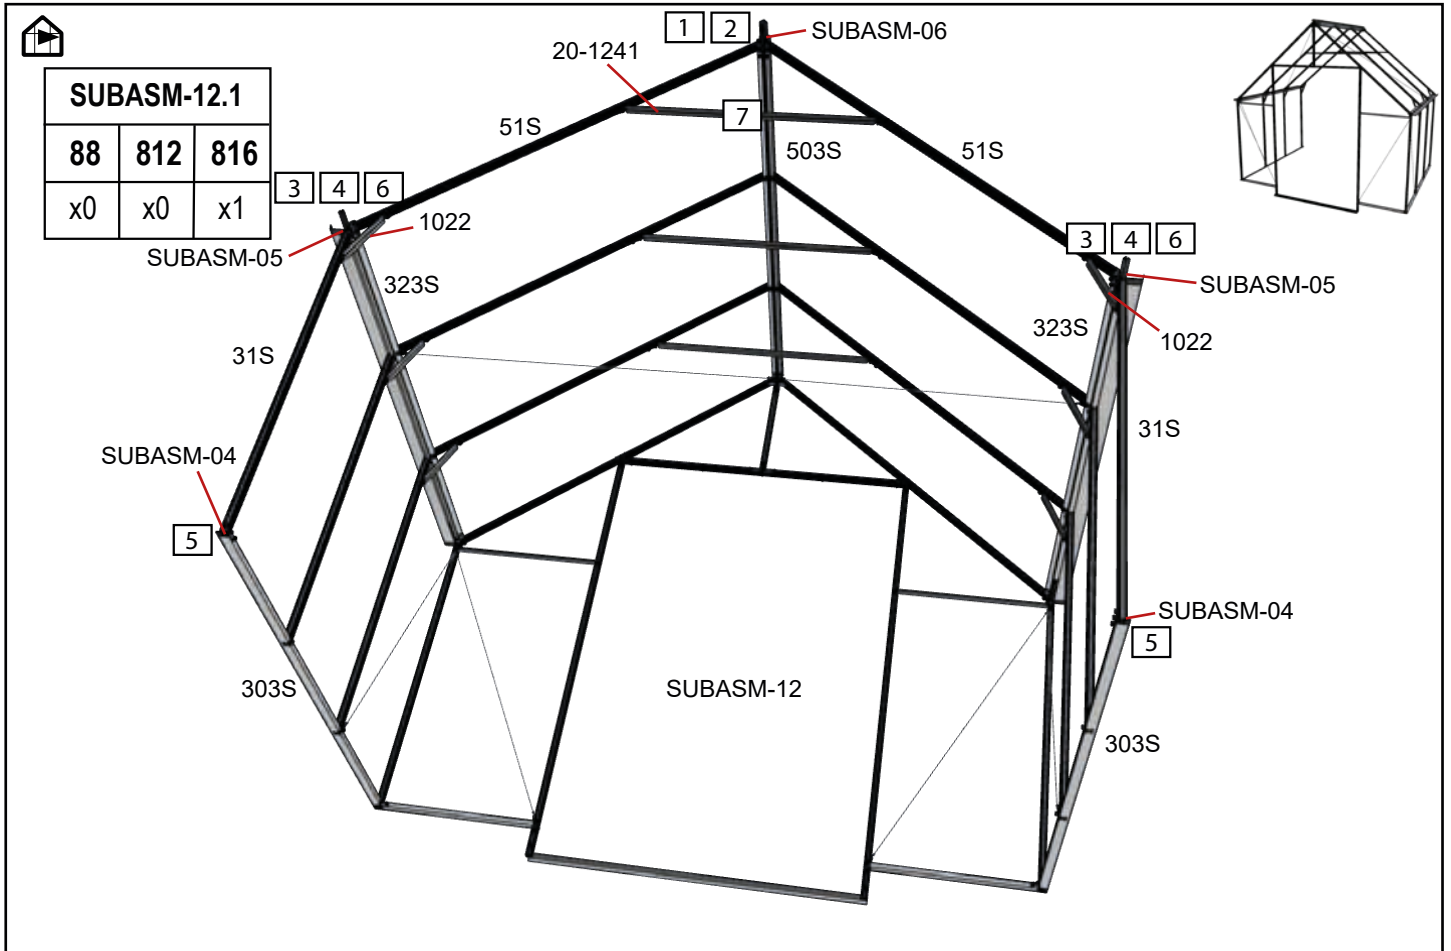 1 2 SUBASM-06
20-1241
SUBASM-12.1
88 812 816
x0 x0 x1
51S
7
503S
51S
3 4 6
1022
SUBASM-05
323S
3 4 6
SUBASM-05
323S
1022
31S
31S
SUBASM-04
5
SUBASM-04
5
303S
SUBASM-12
303S